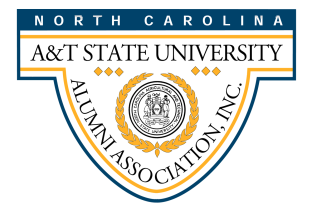 NORTH CAROLINA
A&T STATE UNIVERSITY
ALUMNI ASSOCIATION, INC.